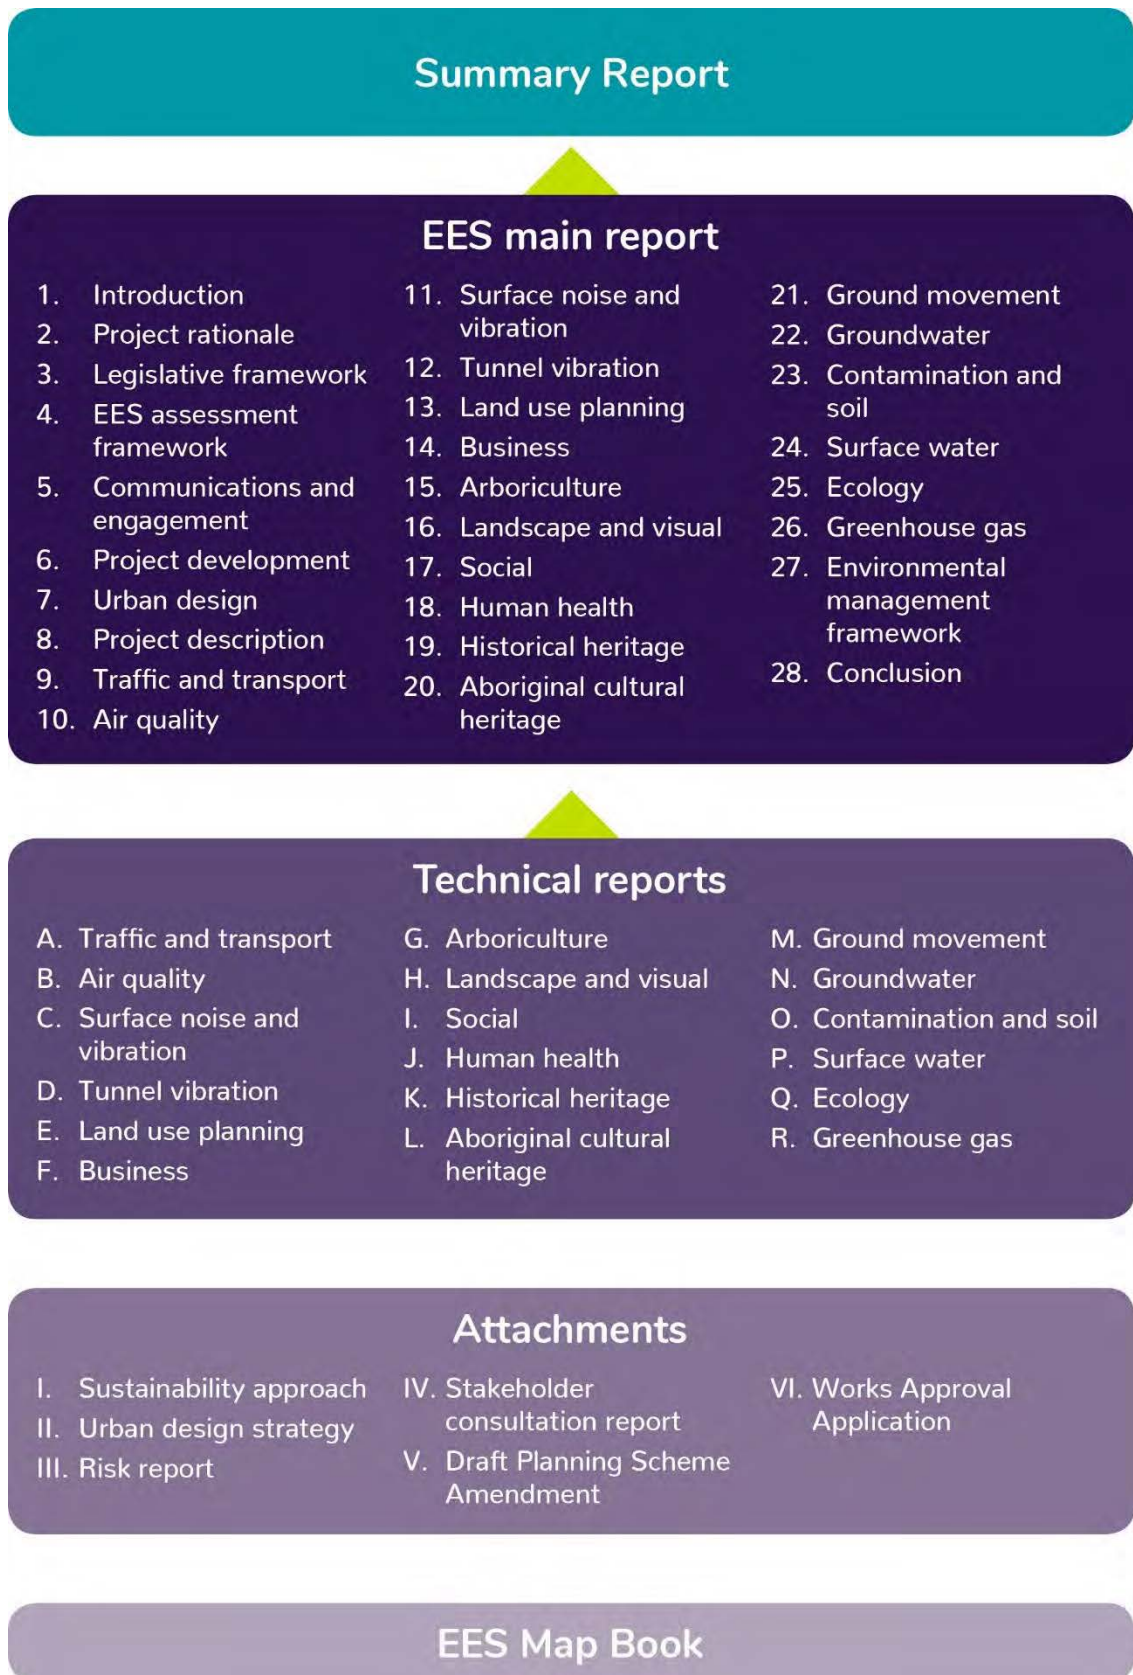 Summary Report
EES main report
1. Introduction
2. Project rationale
3. Legislative framework
4. EES assessment
framework
5. Communications and
engagement
6. Project development
7. Urban design
8. Project description
9. Traffic and transport
10. Air quality
11. Surface noise and
vibration
12. Tunnel vibration
13. Land use planning
14. Business
15. Arboriculture
16. Landscape and visual
17. Social
18. Human health
19. Historical heritage
20. Aboriginal cultural
heritage
21. Ground movement
22. Groundwater
23. Contamination and
soil
24. Surface water
25. Ecology
26. Greenhouse gas
27. Environmental
management
framework
28. Conclusion
Technical reports
A. Traffic and transport
B. Air quality
C. Surface noise and
vibration
D. Tunnel vibration
E. Land use planning
F. Business
G. Arboriculture
H. Landscape and visual
I. Social
J. Human health
K. Historical heritage
L. Aboriginal cultural
heritage
M. Ground movement
N. Groundwater
O. Contamination and soil
P. Surface water
Q. Ecology
R. Greenhouse gas
Attachments
I. Sustainability approach
II. Urban design strategy
III. Risk report
IV. Stakeholder
consultation report
V. Draft Planning Scheme
Amendment
VI. Works Approval
Application
EES Map Book